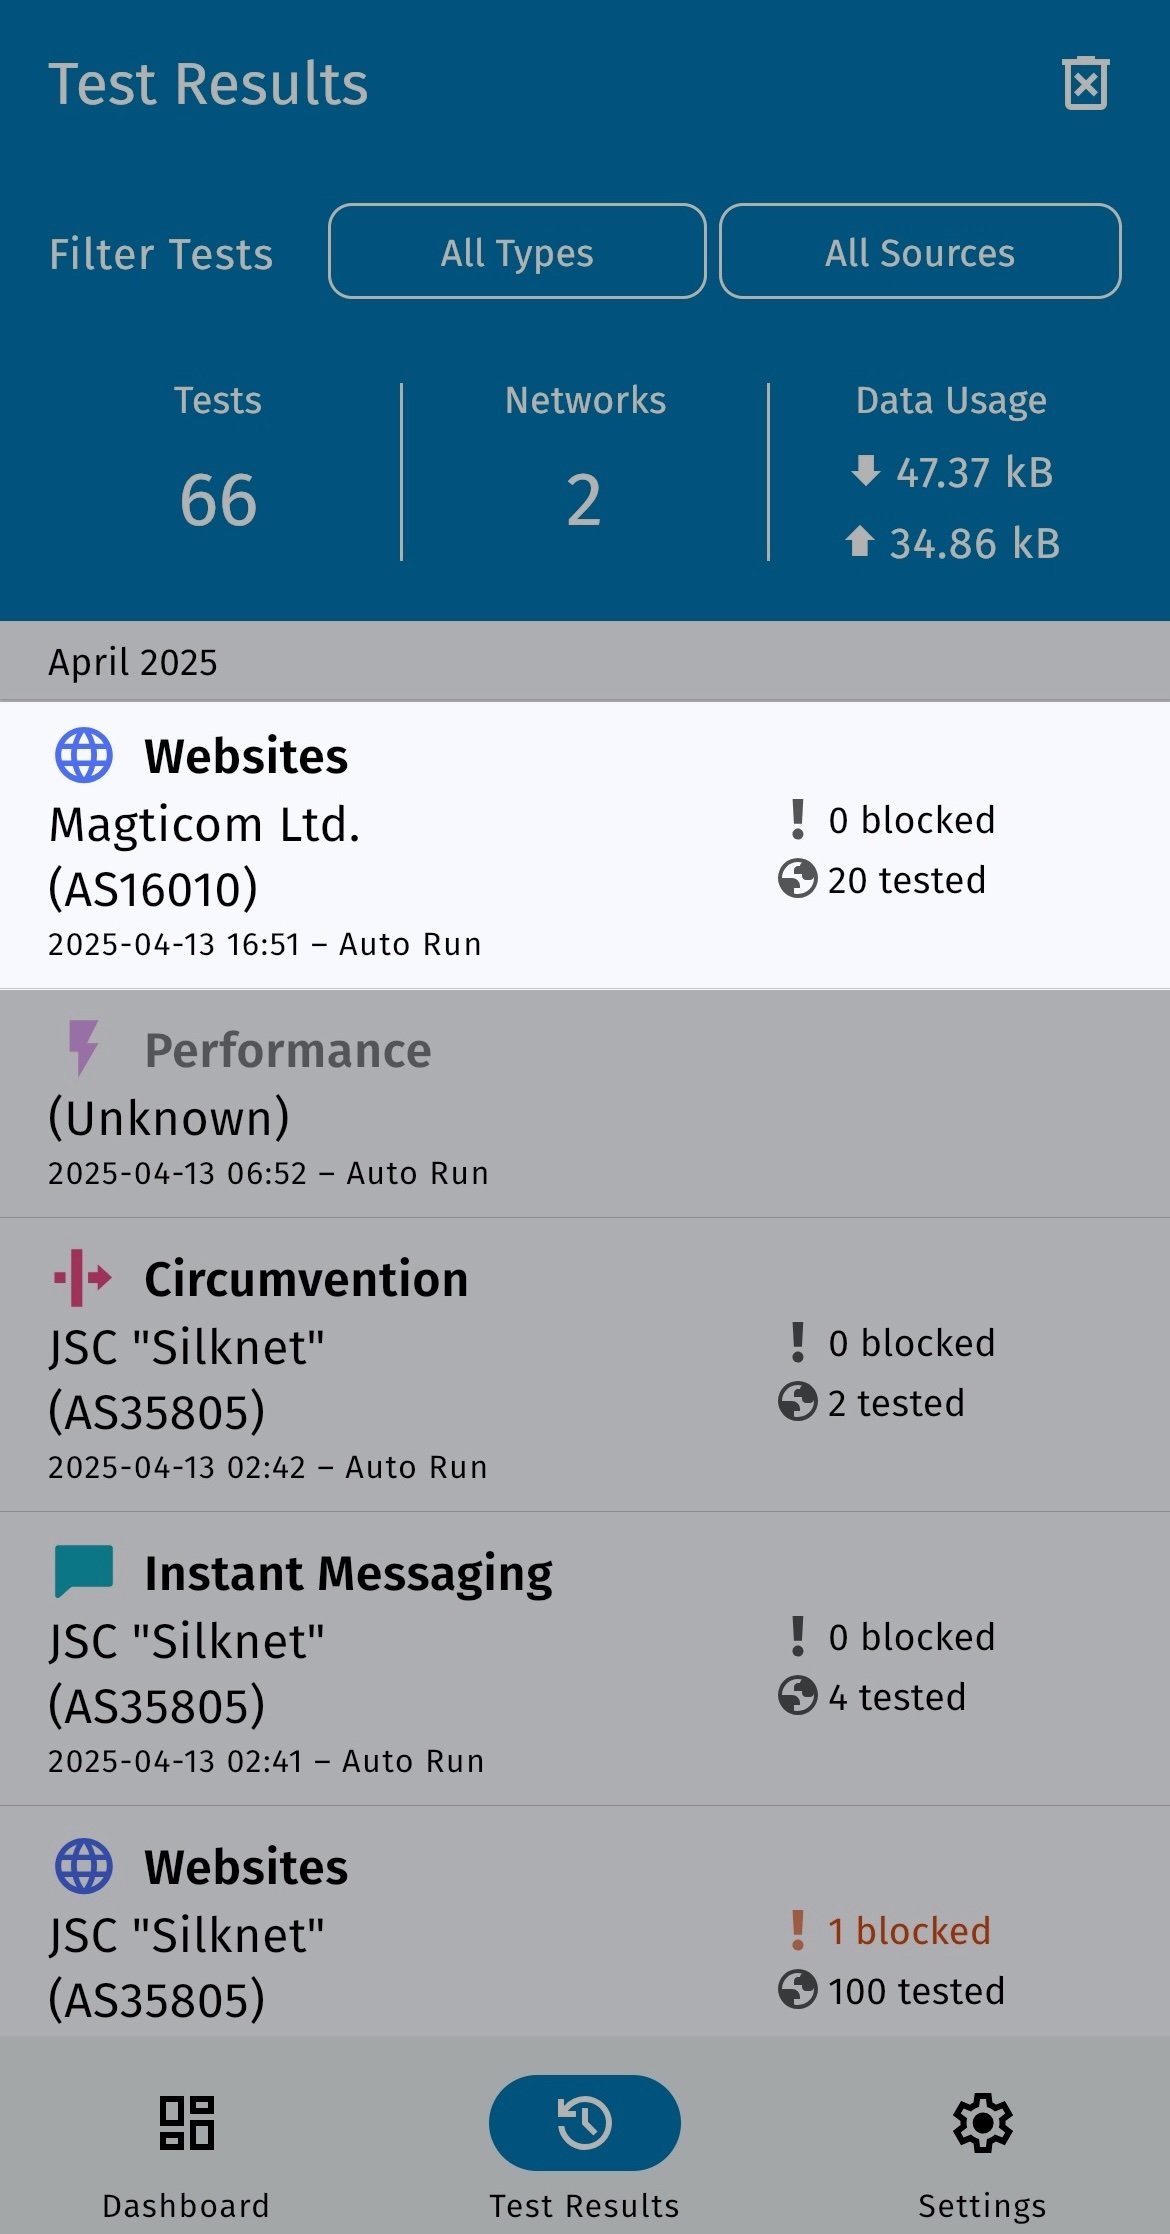 Test Results
Filter Tests
All Types
All Sources
Tests
66
Networks
2
Data Usage
47.37 kB
34.86 kB
April 2025
Websites
Magticom Ltd.
(AS16010)
2025-04-13 16:51 – Auto Run
0 blocked
20 tested
Performance
(Unknown)
2025-04-13 06:52 – Auto Run
Circumvention
JSC "Silknet"
(AS35805)
2025-04-13 02:42 – Auto Run
0 blocked
2 tested
Instant Messaging
JSC "Silknet"
(AS35805)
2025-04-13 02:41 – Auto Run
0 blocked
4 tested
Websites
JSC "Silknet"
(AS35805)
1 blocked
100 tested
Dashboard
Test Results
Settings